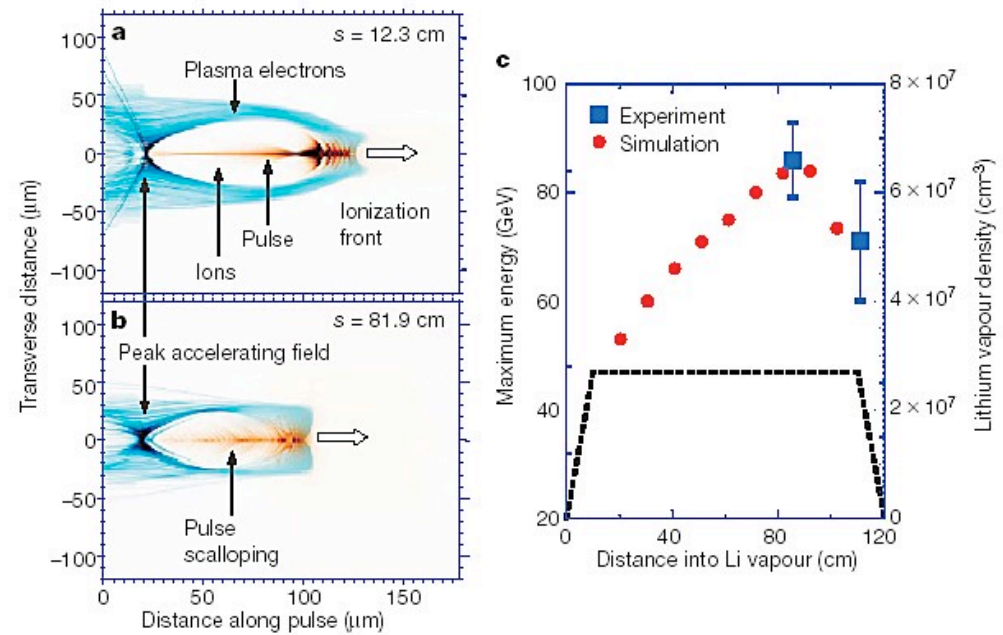 a
s = 12.3 cm
Plasma electrons
Ionization
front
Pulse
Ions
100
50
0
−50
−100
b
s = 81.9 cm
Peak accelerating field
Pulse
scalloping
100
50
0
−50
−100
Transverse distance (μm)
0 50 100 150
Distance along pulse (μm)
c
Experiment
Simulation
100
80
60
40
20
Maximum energy (GeV)
8 × 10⁷
6 × 10⁷
4 × 10⁷
2 × 10⁷
0
Lithium vapour density (cm⁻³)
0 40 80 120
Distance into Li vapour (cm)